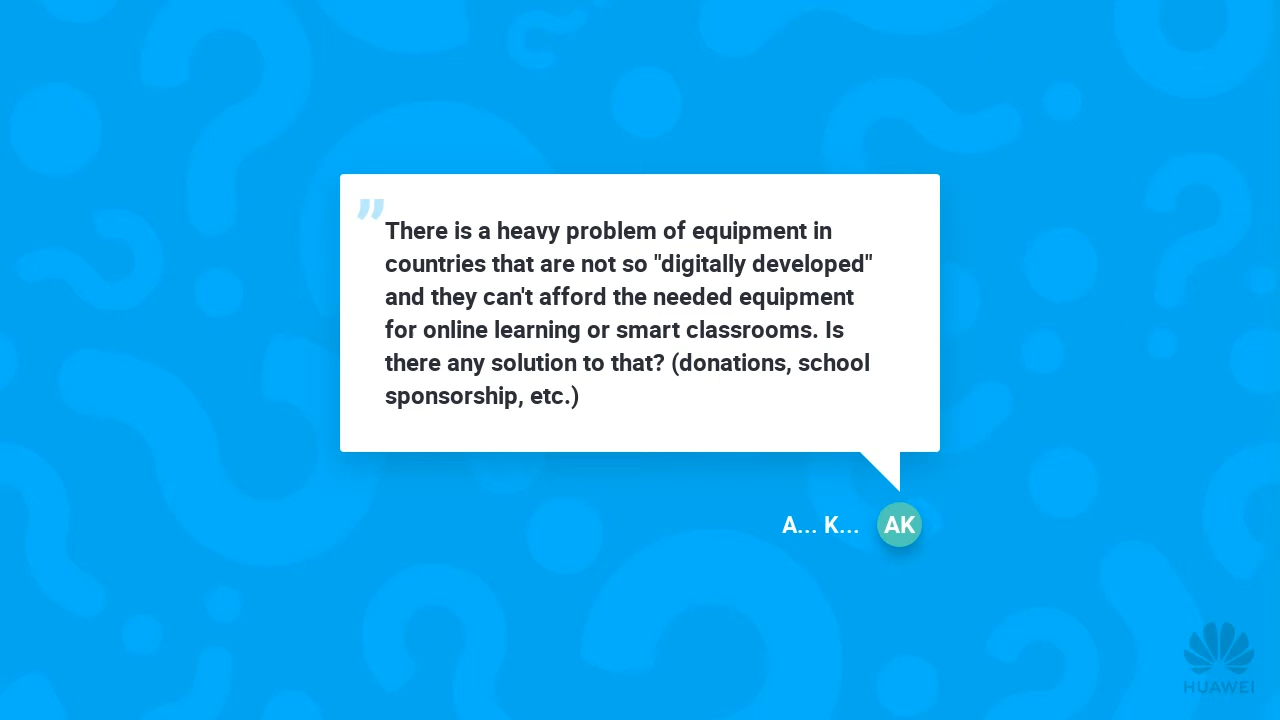 "
There is a heavy problem of equipment in
countries that are not so "digitally developed"
and they can't afford the needed equipment
for online learning or smart classrooms. Is
there any solution to that? (donations, school
sponsorship, etc.)
A... K... AK
HUAWEI